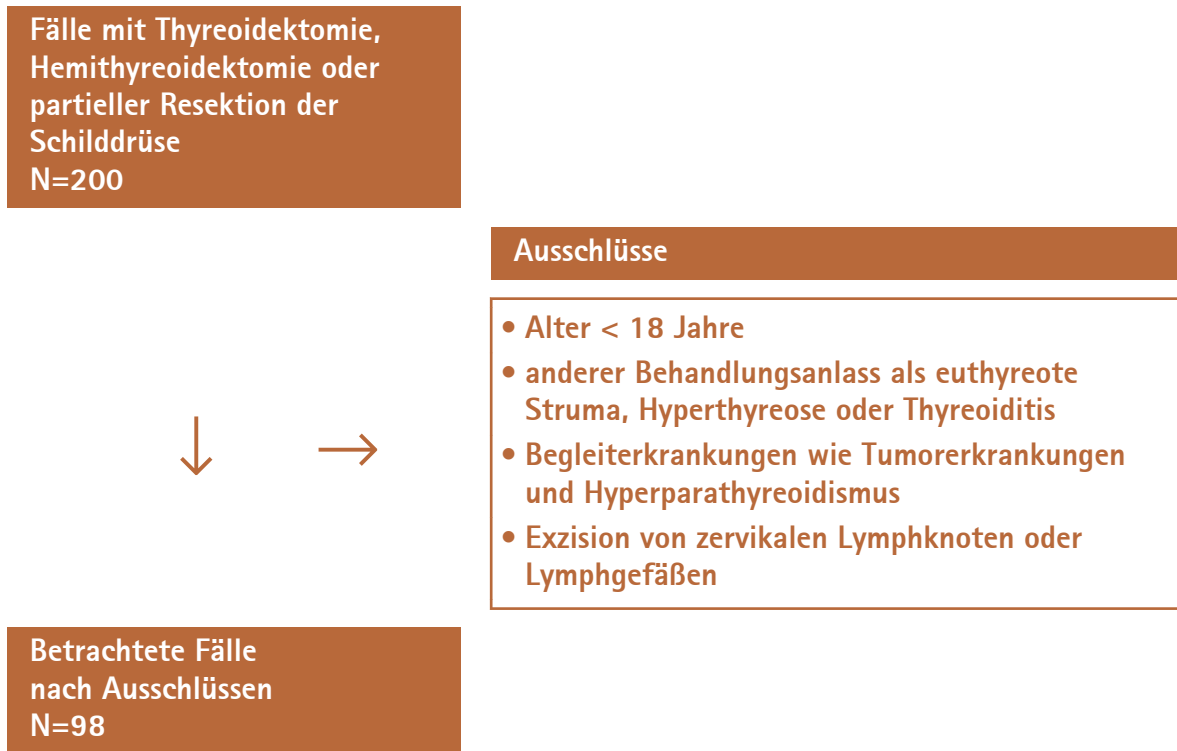 Fälle mit Thyreoidektomie,
Hemithyreoidektomie oder
partieller Resektion der
Schilddrüse
N=200
Ausschlüsse
• Alter < 18 Jahre
• anderer Behandlungsanlass als euthyreote
Struma, Hyperthyreose oder Thyreoiditis
• Begleiterkrankungen wie Tumorerkrankungen
und Hyperparathyreoidismus
• Exzision von zervikalen Lymphknoten oder
Lymphgefäßen
Betrachtete Fälle
nach Ausschlüssen
N=98